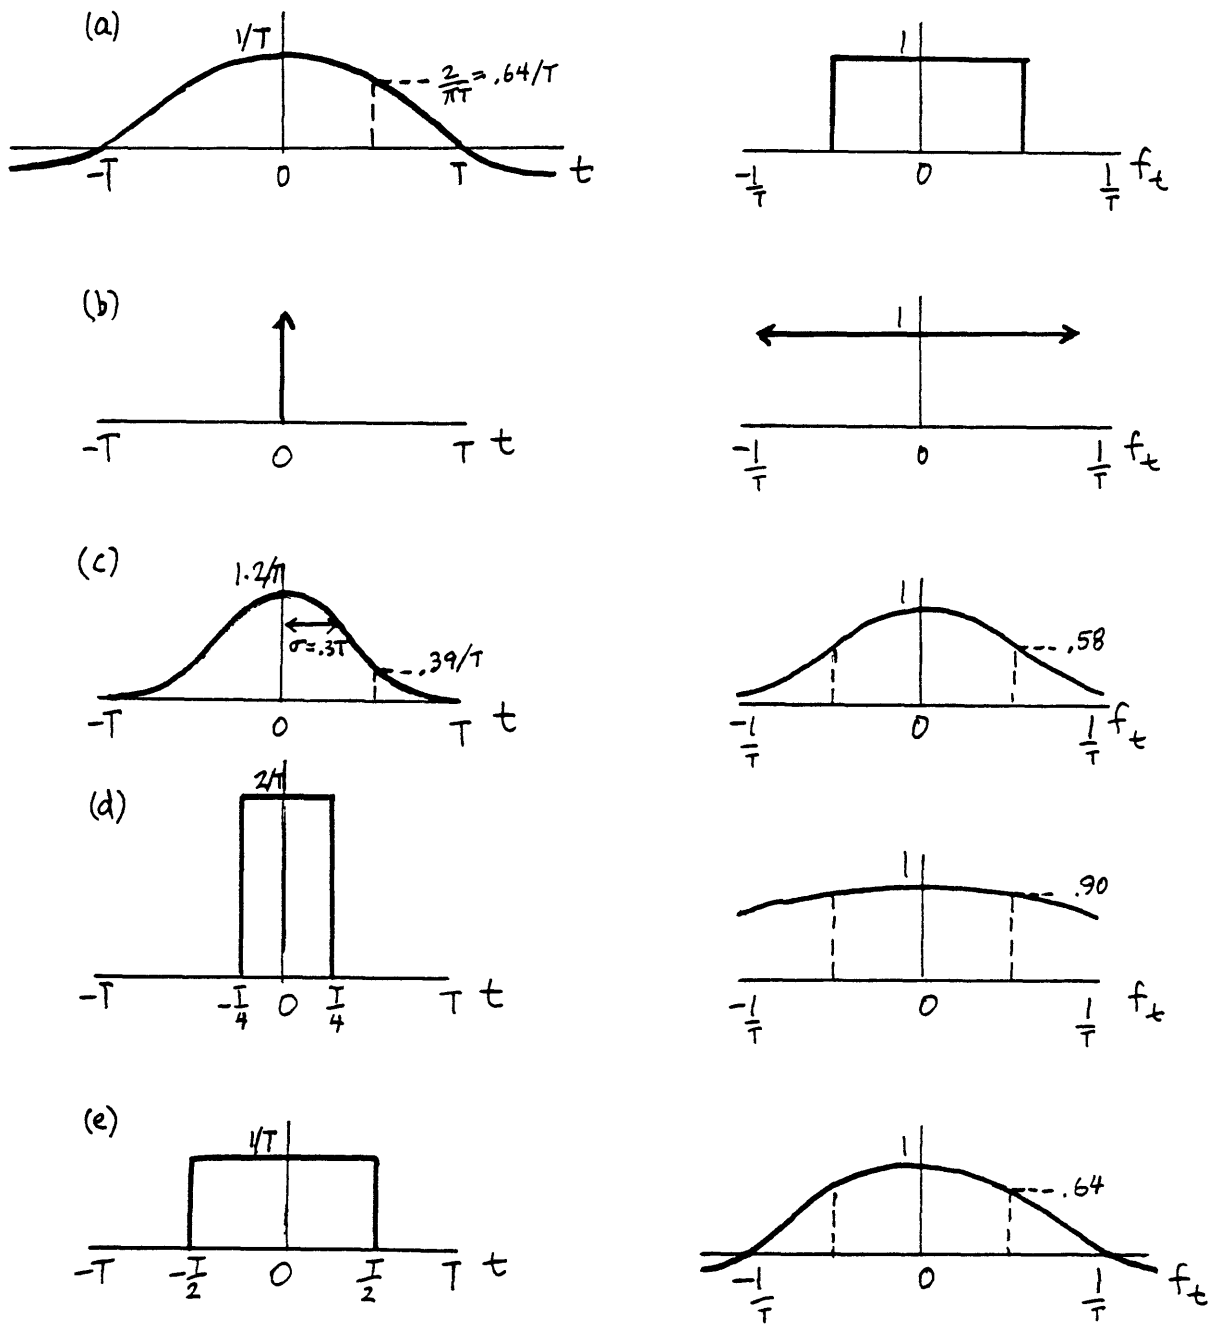 (a)
1/T
2/πT = .64/T
-T 0 T t
1
-1/T 0 1/T f_t
(b)
-T 0 T t
1
-1/T 0 1/T f_t
(c)
1.2/T
σ=.3T
.39/T
-T 0 T t
1
.58
-1/T 0 1/T f_t
(d)
2/T
-T -T/4 0 T/4 T t
1
.90
-1/T 0 1/T f_t
(e)
1/T
-T -T/2 0 T/2 T t
1
.64
-1/T 0 1/T f_t